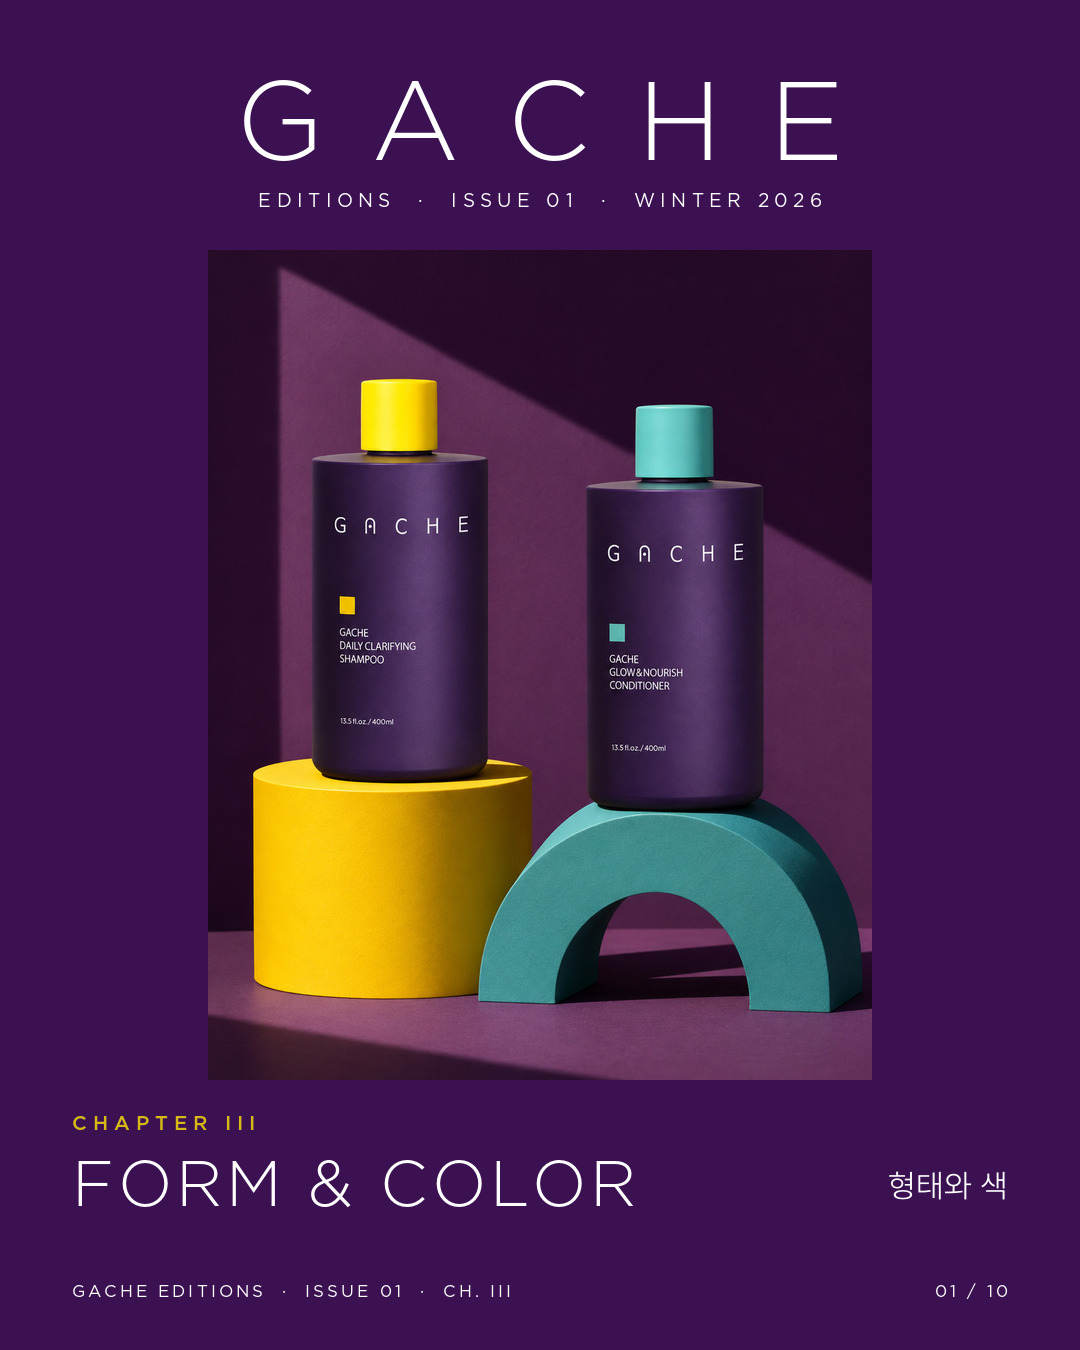 GACHE
EDITIONS · ISSUE 01 · WINTER 2026
GACHE
GACHE
DAILY CLARIFYING
SHAMPOO
13.5 fl.oz./400ml
GACHE
GACHE
GLOW&NOURISH
CONDITIONER
13.5 fl.oz./400ml
CHAPTER III
FORM & COLOR
형태와 색
GACHE EDITIONS · ISSUE 01 · CH. III
01 / 10